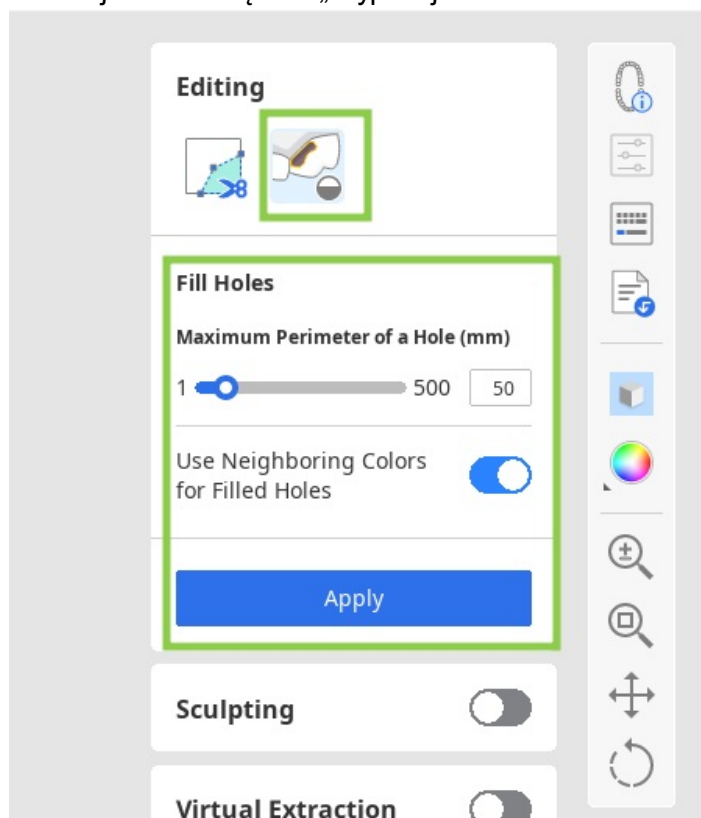 Editing
Fill Holes
Maximum Perimeter of a Hole (mm)
1 500 50
Use Neighboring Colors
for Filled Holes
Apply
Sculpting
Virtual Extraction